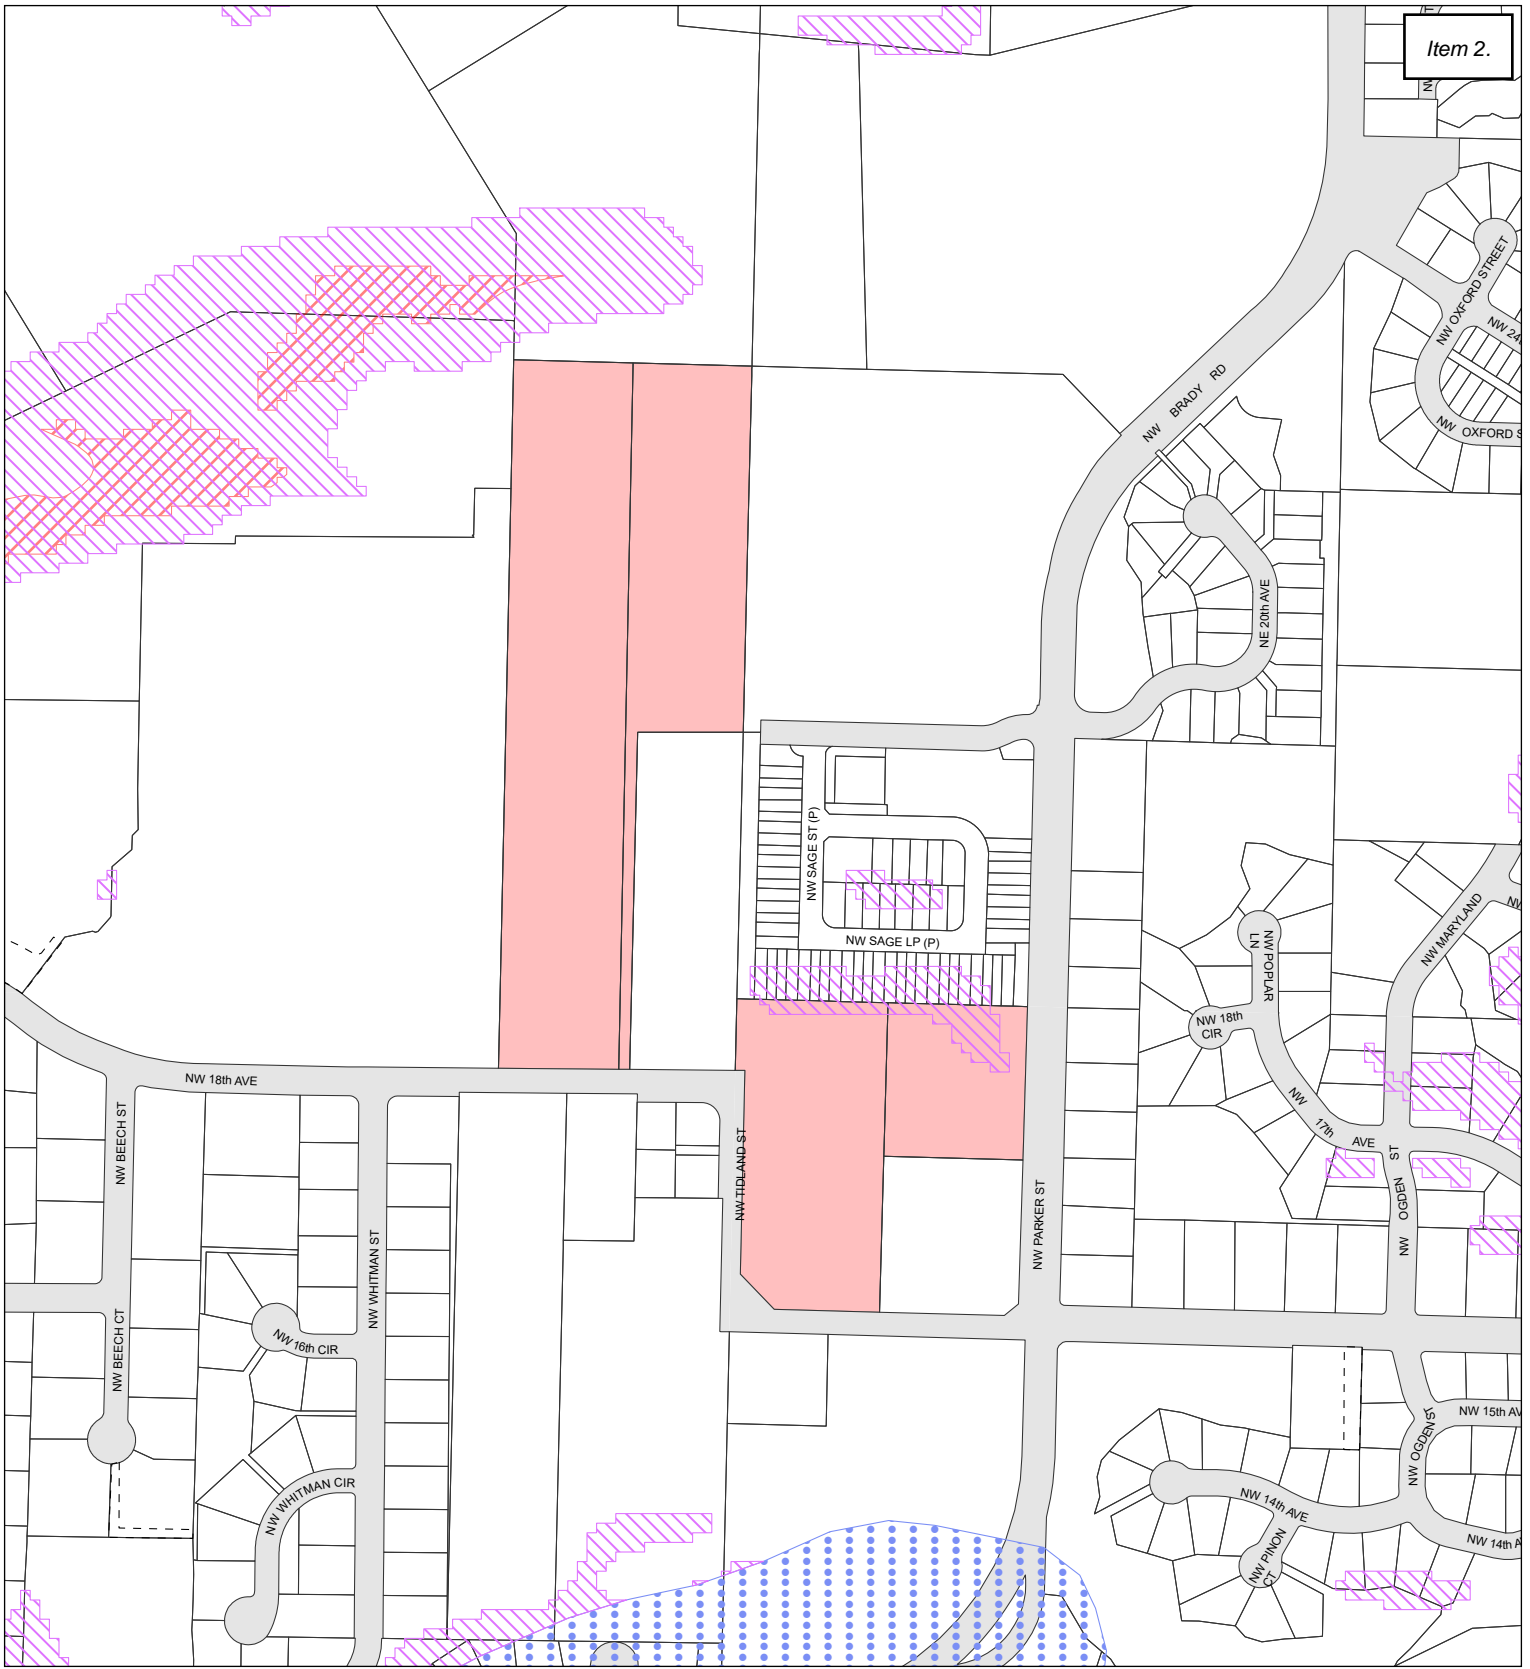 Item 2.
NW
NW OXFORD STREET
NW 24
NW BRADY RD
NW OXFORD S
NE 20th AVE
NW SAGE ST (P)
NW SAGE LP (P)
NW MARYLAND
NW
NW POPLAR
LN
NW 18th
CIR
NW 18th AVE
NW 17th AVE
NW BEECH ST
NW TIDLAND ST
NW PARKER ST
NW OGDEN ST
NW WHITMAN ST
NW BEECH CT
NW 16th CIR
NW 15th AV
NW OGDEN ST
NW WHITMAN CIR
NW 14th AVE
NW 14th A
NW PINON
CT